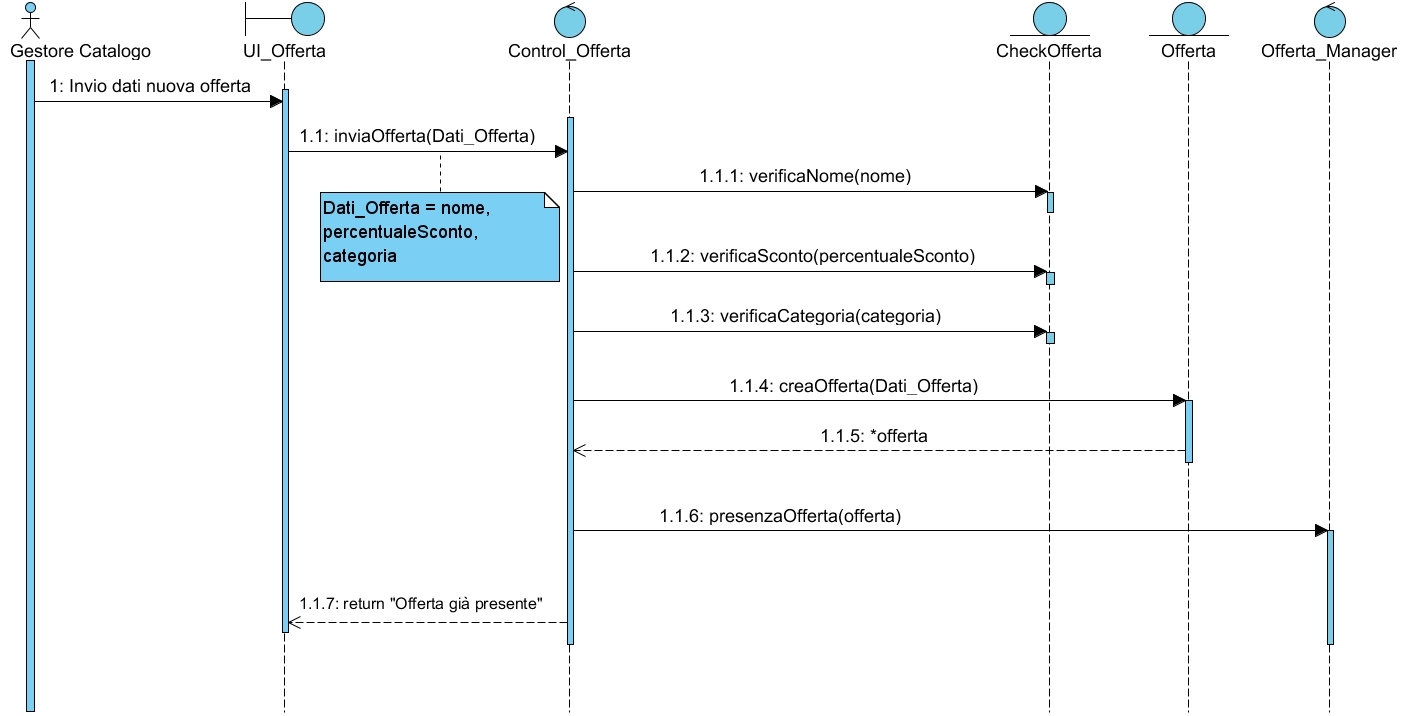 Gestore Catalogo
UI_Offerta
Control_Offerta
CheckOfferta
Offerta
Offerta_Manager
1: Invio dati nuova offerta
1.1: inviaOfferta(Dati_Offerta)
1.1.1: verificaNome(nome)
Dati_Offerta = nome,
percentualeSconto,
categoria
1.1.2: verificaSconto(percentualeSconto)
1.1.3: verificaCategoria(categoria)
1.1.4: creaOfferta(Dati_Offerta)
1.1.5: *offerta
1.1.6: presenzaOfferta(offerta)
1.1.7: return "Offerta già presente"